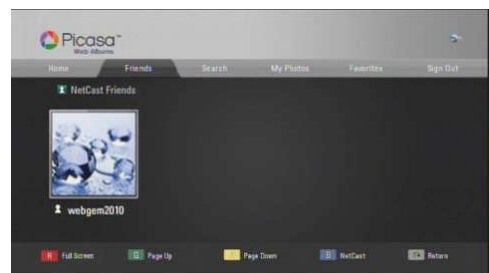 Picasa™
Web Albums
Home Friends Search My Photos Favorites Sign Out
NetCast Friends
webgem2010
R Full Screen G Page Up Page Down B NetCast Return